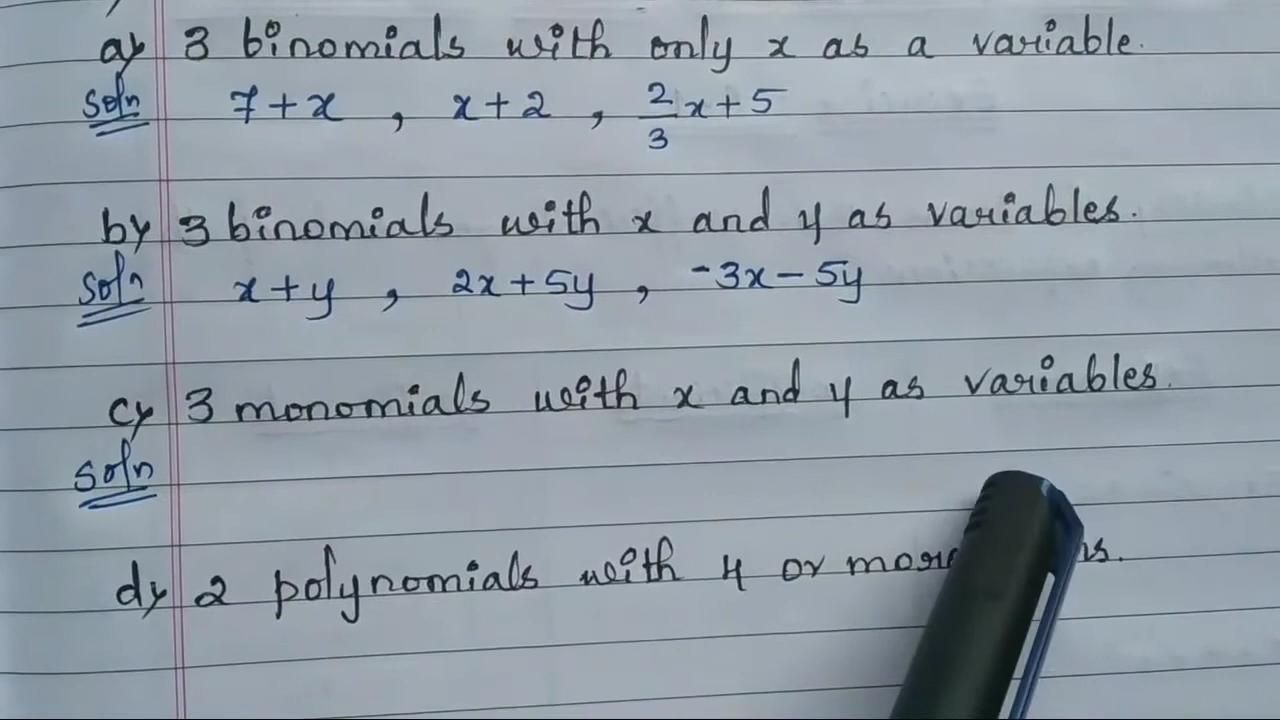 a) 3 binomials with only x as a variable.
Soln 7 + x , x + 2 , 2/3 x + 5
b) 3 binomials with x and y as variables.
Soln x + y , 2x + 5y , -3x - 5y
c) 3 monomials with x and y as variables.
Soln
d) 2 polynomials with 4 or more